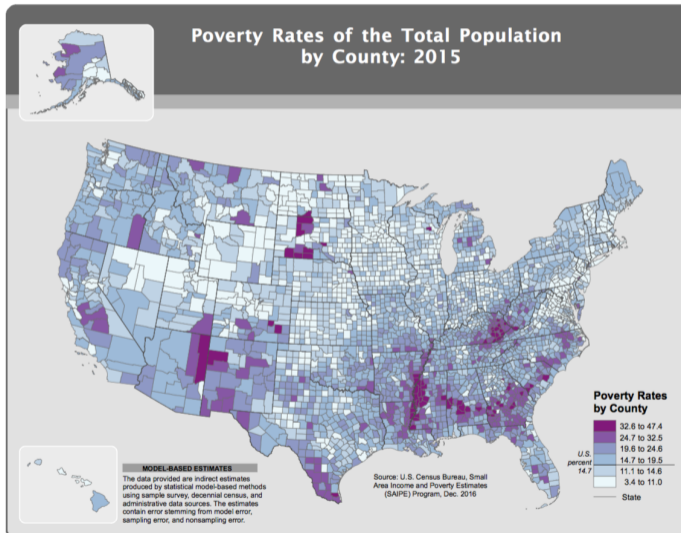 Poverty Rates of the Total Population
by County: 2015
Poverty Rates
by County
32.6 to 47.4
24.7 to 32.5
19.6 to 24.6
14.7 to 19.5
11.1 to 14.6
3.4 to 11.0
U.S.
percent
14.7
State
MODEL-BASED ESTIMATES
The data provided are indirect estimates
produced by statistical model-based methods
using sample survey, decennial census, and
administrative data sources. The estimates
contain error stemming from model error,
sampling error, and nonsampling error.
Source: U.S. Census Bureau, Small
Area Income and Poverty Estimates
(SAIPE) Program, Dec. 2016